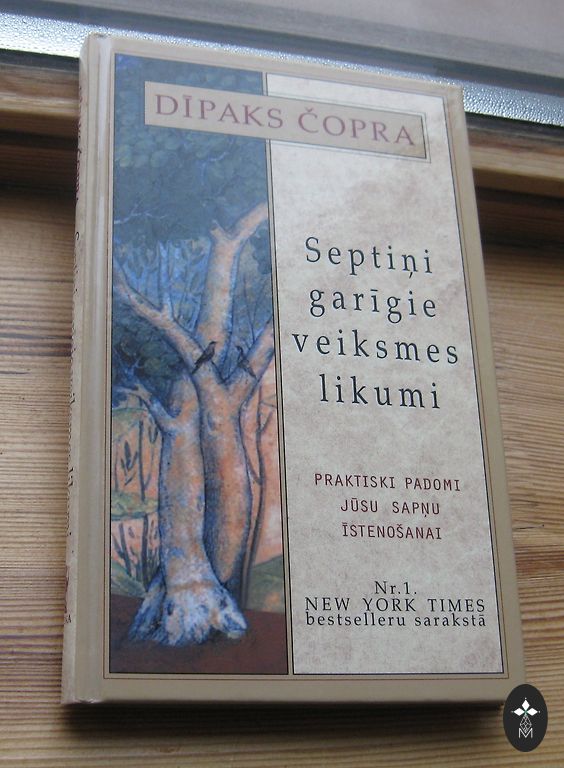 DĪPAKS ČOPRA
Septiņi
garīgie
veiksmes
likumi
PRAKTISKI PADOMI
JŪSU SAPŅU
ĪSTENOŠANAI
Nr.1.
NEW YORK TIMES
bestselleru sarakstā
M